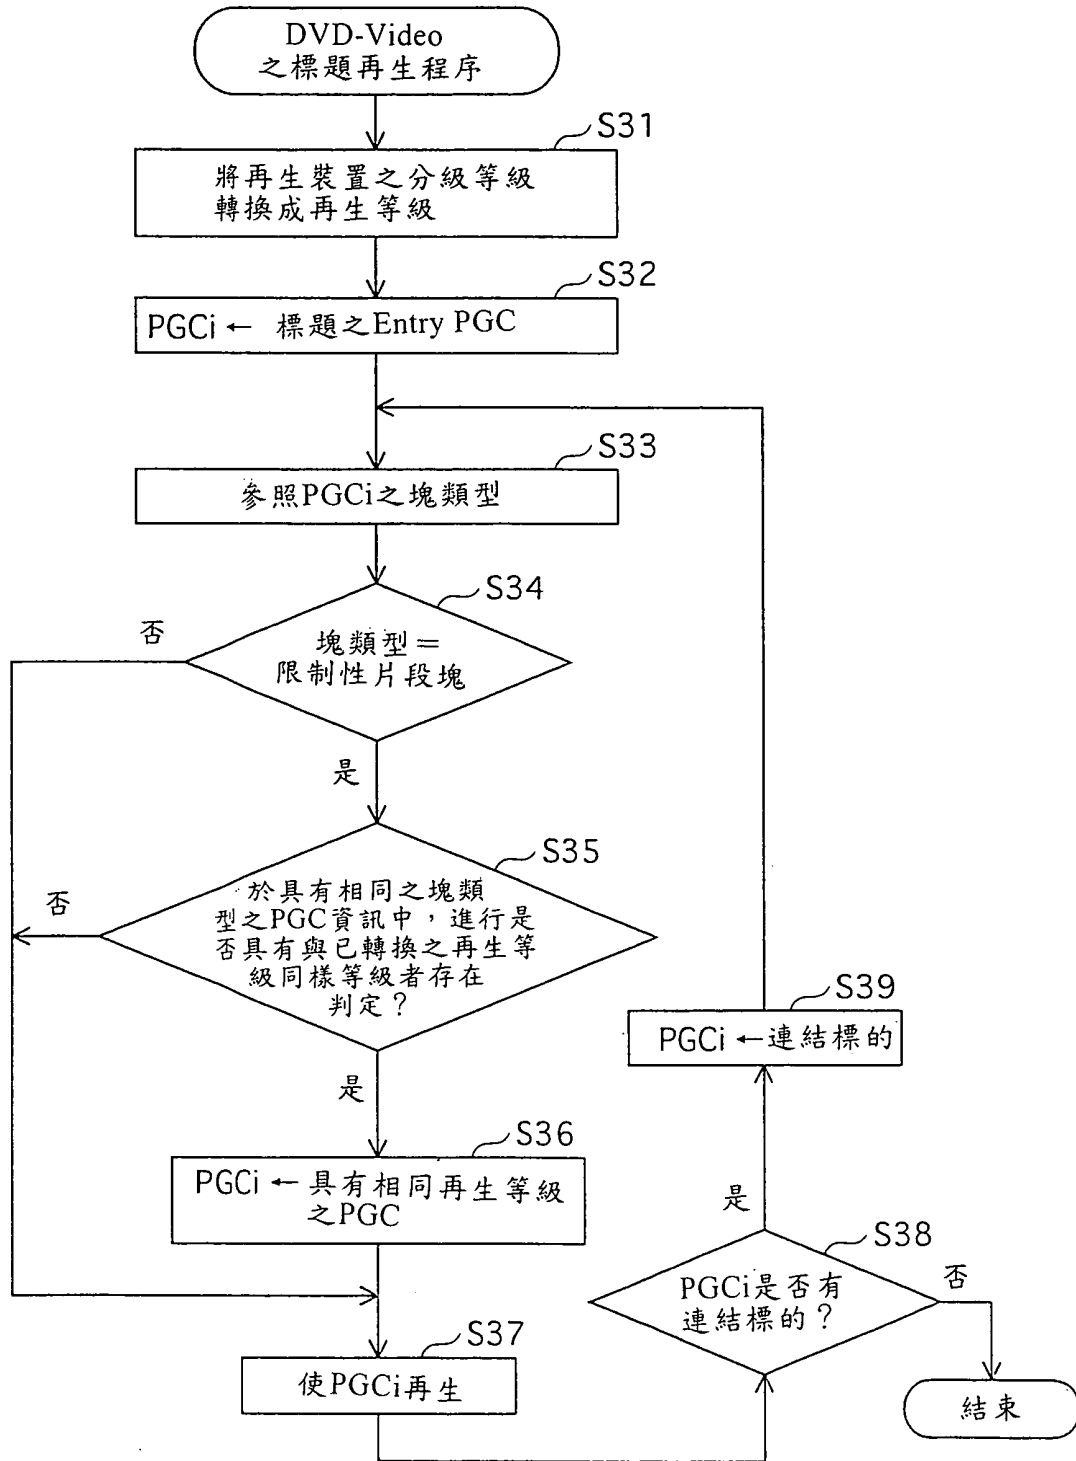 DVD-Video
之標題再生程序
S31
將再生裝置之分級等級
轉換成再生等級
S32
PGCi ← 標題之Entry PGC
S33
參照PGCi之塊類型
S34
否
塊類型＝
限制性片段塊
是
S35
否
於具有相同之塊類
型之PGC資訊中，進行是
否具有與已轉換之再生等
級同樣等級者存在
判定？
是
S36
PGCi ← 具有相同再生等級
之PGC
S37
使PGCi再生
S38
是
否
PGCi是否有
連結標的？
S39
PGCi ← 連結標的
結束